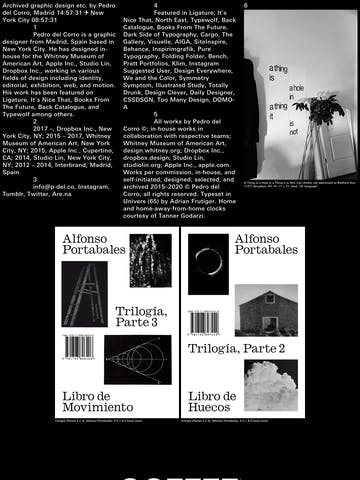 Archived graphic design etc. by Pedro
del Corro, Madrid 14:57:31 → New
York City 08:57:31
1
Pedro del Corro is a graphic
designer from Madrid, Spain based in
New York City. He has designed in-
house for the Whitney Museum of
American Art, Apple Inc., Studio Lin,
Dropbox Inc., working in various
fields of design including identity,
editorial, exhibition, web, and motion.
His work has been featured on
Ligature, It's Nice That, Books From
The Future, Back Catalogue, and
Typewolf among others.
2
2017 –, Dropbox Inc., New
York City, NY; 2015 – 2017, Whitney
Museum of American Art, New York
City, NY; 2015, Apple Inc., Cupertino,
CA; 2014, Studio Lin, New York City,
NY; 2012 – 2014, Interbrand, Madrid,
Spain
3
info@p-del.co, Instagram,
Tumblr, Twitter, Are.na
4
Featured in Ligature, It's
Nice That, North East, Typewolf, Back
Catalogue, Books From The Future,
Dark Side of Typography, Cargo, The
Gallery, Visuelle, AIGA, SiteInspire,
Behance, Inspirimgrafik, Pure
Typography, Folding Folder, Bench,
Pratt Portfolios, Klim, Instagram
Suggested User, Design Everywhere,
We and the Color, Symmetry
Symptom, Illustrated Study, Totally
Drunk, Design Clever, Daily Designer,
CSSDSGN, Too Many Design, DOMO-
A
5
All works by Pedro del
Corro ©; in-house works in
collaboration with respective teams;
Whitney Museum of American Art,
design whitney.org; Dropbox Inc.,
dropbox.design; Studio Lin,
studiolin.org; Apple Inc., apple.com.
Works per commission, in-house, and
self-initiated; designed, selected, and
archived 2015–2020 © Pedro del
Corro, all rights reserved. Typeset in
Univers (65) by Adrian Frutiger. Home
and home-away-from-home clocks
courtesy of Tanner Godarzi.
6
a thing
is
a hole
in
a thing
it
is
not
Alfonso
Portabales
Trilogía,
Parte 3
Libro de
Movimiento
Alfonso
Portabales
Trilogía, Parte 2
Libro de
Huecos